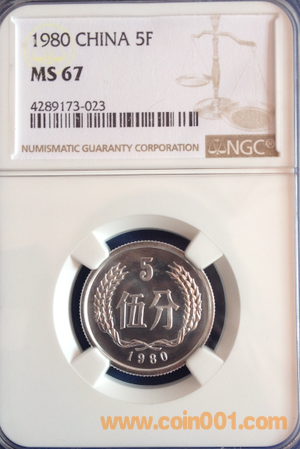 1980 CHINA 5F
MS 67
4289173-023
NUMISMATIC GUARANTY CORPORATION
NGC®
5
伍分
1980
www.coin001.com